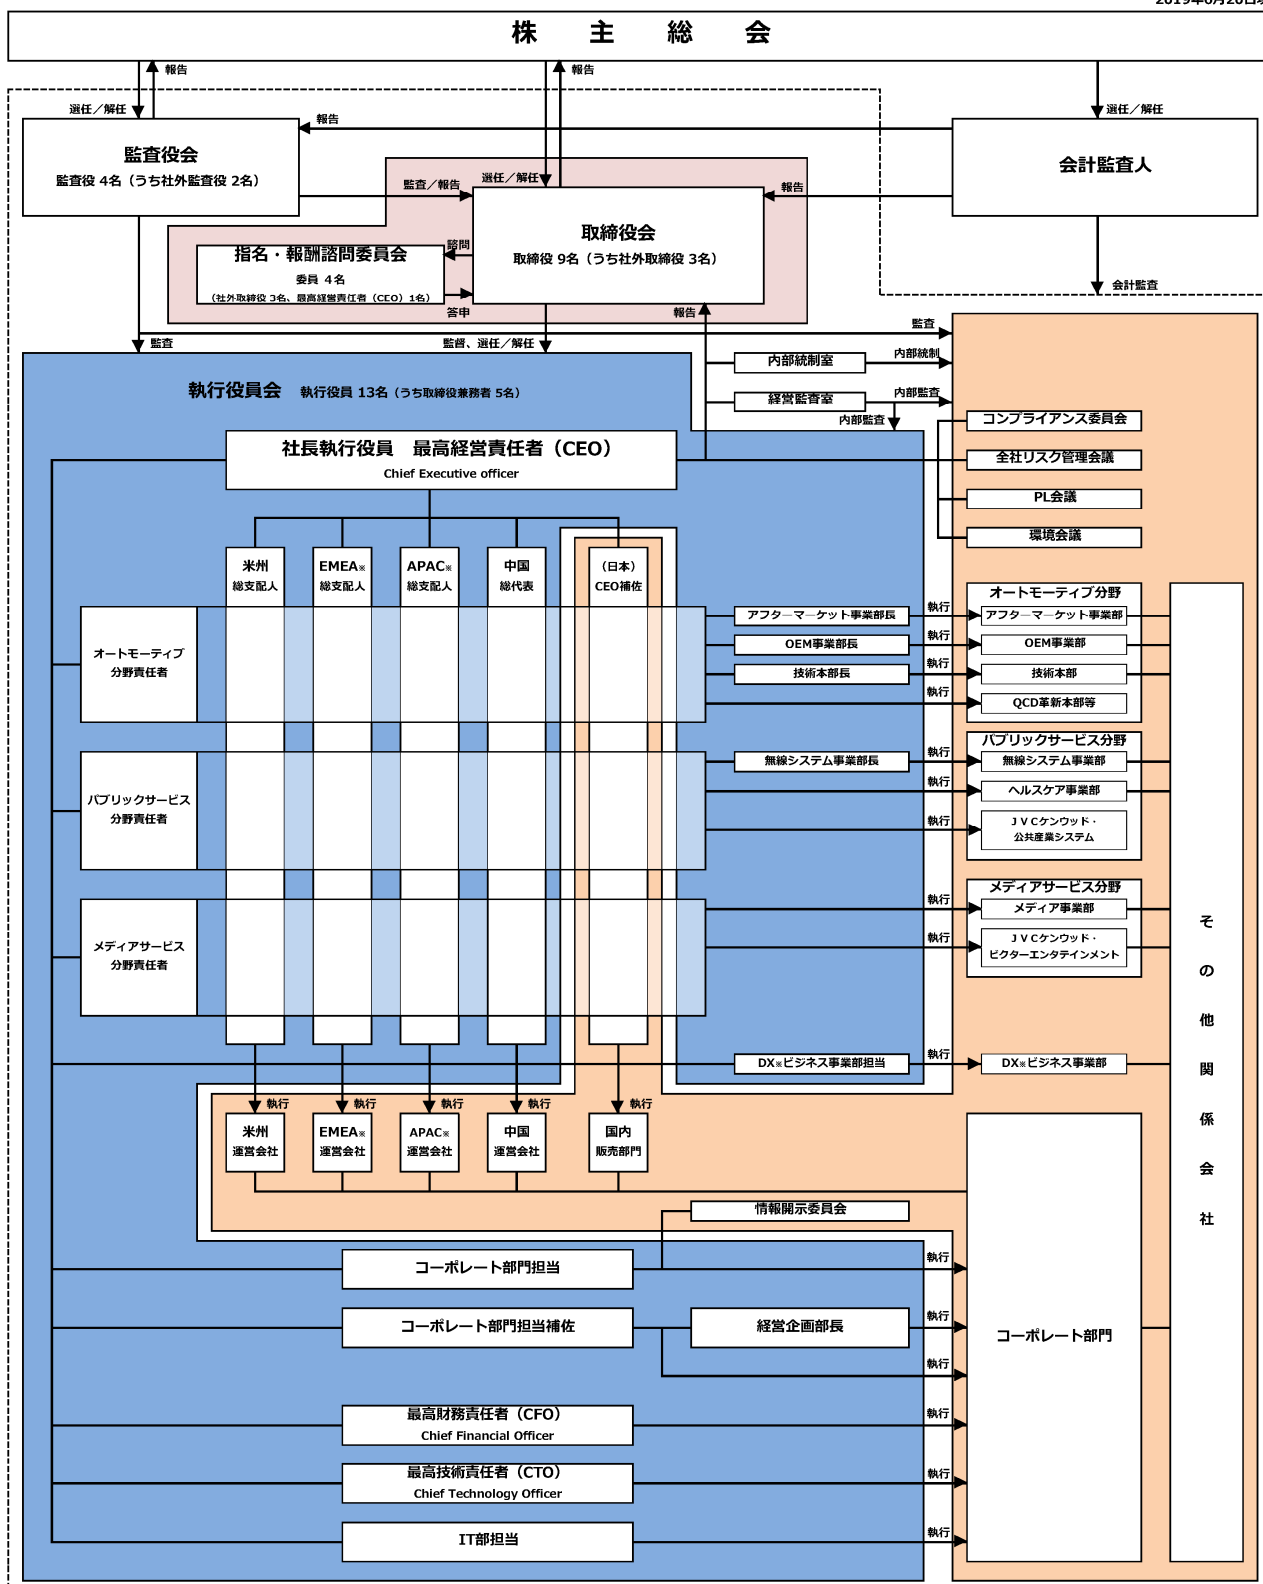 株　主　総　会
報告
報告
選任／解任
選任／解任
報告
監査役会
監査役 4名（うち社外監査役 2名）
会計監査人
選任／解任
監査／報告
報告
取締役会
取締役 9名（うち社外取締役 3名）
諮問
指名・報酬諮問委員会
委員 4名
（社外取締役 3名、最高経営責任者（CEO）1名）
答申
報告
会計監査
監査
監査
監督、選任／解任
内部統制室
内部統制
経営監査室
内部監査
内部監査
執行役員会　執行役員 13名（うち取締役兼務者 5名）
社長執行役員　最高経営責任者（CEO）
Chief Executive officer
コンプライアンス委員会
全社リスク管理会議
PL会議
環境会議
米州
総支配人
EMEA※
総支配人
APAC※
総支配人
中国
総代表
（日本）
CEO補佐
オートモーティブ
分野責任者
アフターマーケット事業部長
執行
OEM事業部長
執行
技術本部長
執行
執行
オートモーティブ分野
アフターマーケット事業部
OEM事業部
技術本部
QCD革新本部等
パブリックサービス
分野責任者
無線システム事業部長
執行
執行
執行
パブリックサービス分野
無線システム事業部
ヘルスケア事業部
ＪＶＣケンウッド・
公共産業システム
メディアサービス
分野責任者
執行
執行
メディアサービス分野
メディア事業部
ＪＶＣケンウッド・
ビクターエンタテインメント
DX※ビジネス事業部担当
執行
DX※ビジネス事業部
その他関係会社
執行
執行
執行
執行
執行
米州
運営会社
EMEA※
運営会社
APAC※
運営会社
中国
運営会社
国内
販売部門
情報開示委員会
コーポレート部門担当
執行
コーポレート部門担当補佐
経営企画部長
執行
執行
コーポレート部門
最高財務責任者（CFO）
Chief Financial Officer
執行
最高技術責任者（CTO）
Chief Technology Officer
執行
IT部担当
執行